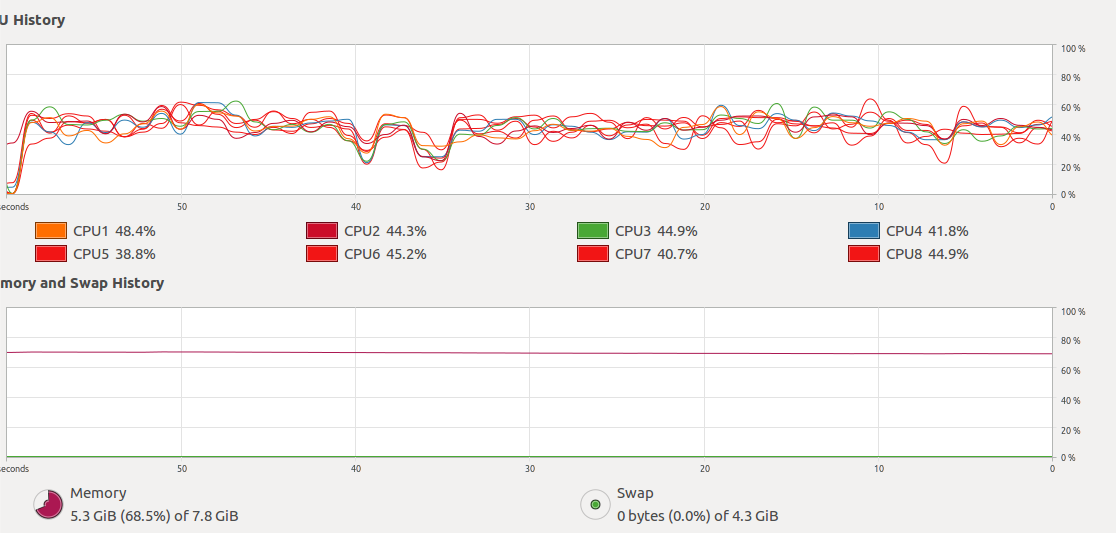 U History
100 %
80 %
60 %
40 %
20 %
0 %
seconds 50 40 30 20 10 0
CPU1 48.4% CPU2 44.3% CPU3 44.9% CPU4 41.8%
CPU5 38.8% CPU6 45.2% CPU7 40.7% CPU8 44.9%
mory and Swap History
100 %
80 %
60 %
40 %
20 %
0 %
seconds 50 40 30 20 10 0
Memory Swap
5.3 GiB (68.5%) of 7.8 GiB 0 bytes (0.0%) of 4.3 GiB